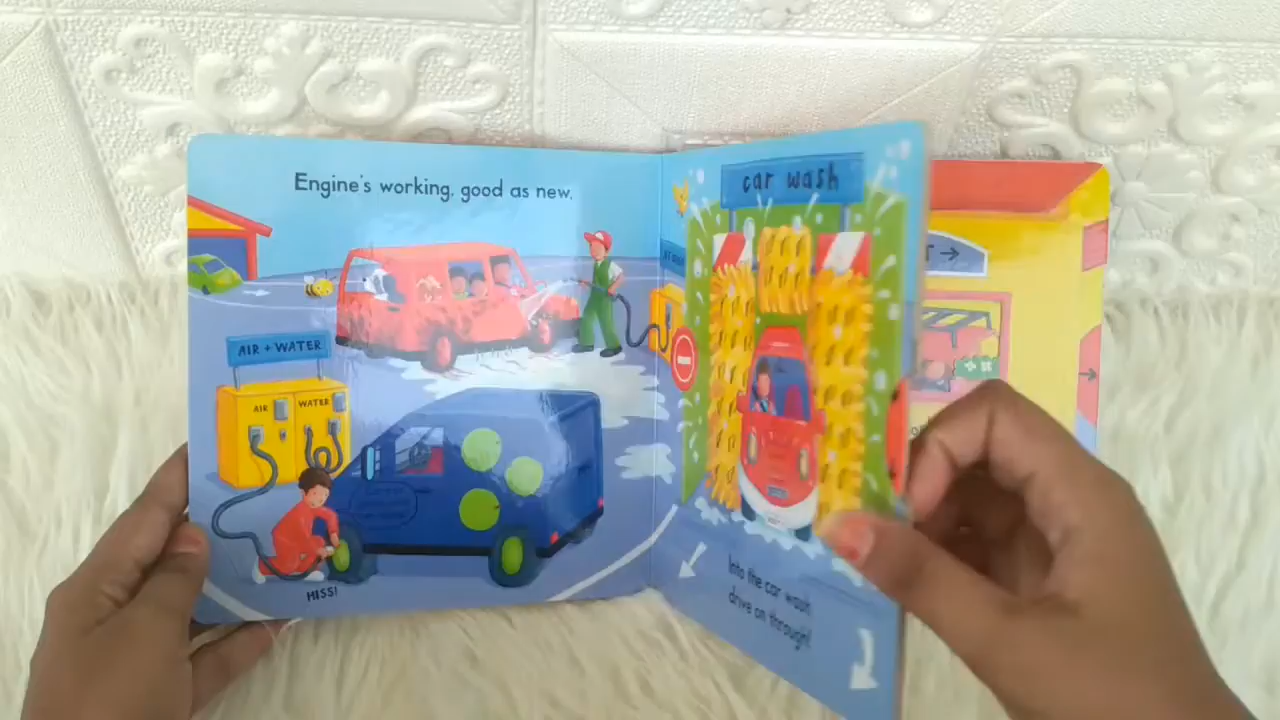 Engine's working, good as new.
AIR + WATER
AIR
WATER
HISS!
car wash
Into the car wash
drive on through!